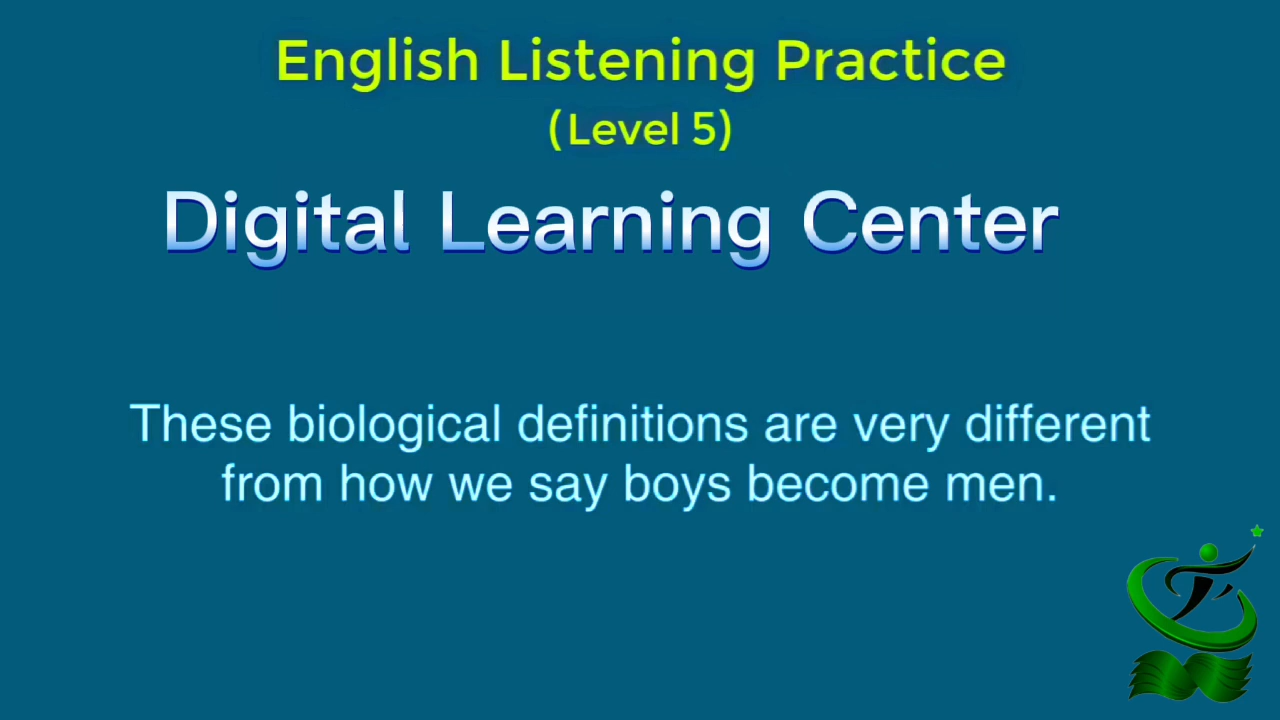 English Listening Practice
(Level 5)
Digital Learning Center
These biological definitions are very different
from how we say boys become men.